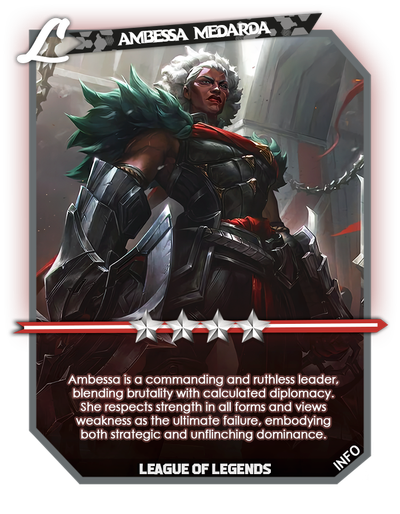 L
AMBESSA MEDARDA
Ambessa is a commanding and ruthless leader,
blending brutality with calculated diplomacy.
She respects strength in all forms and views
weakness as the ultimate failure, embodying
both strategic and unflinching dominance.
LEAGUE OF LEGENDS
INFO